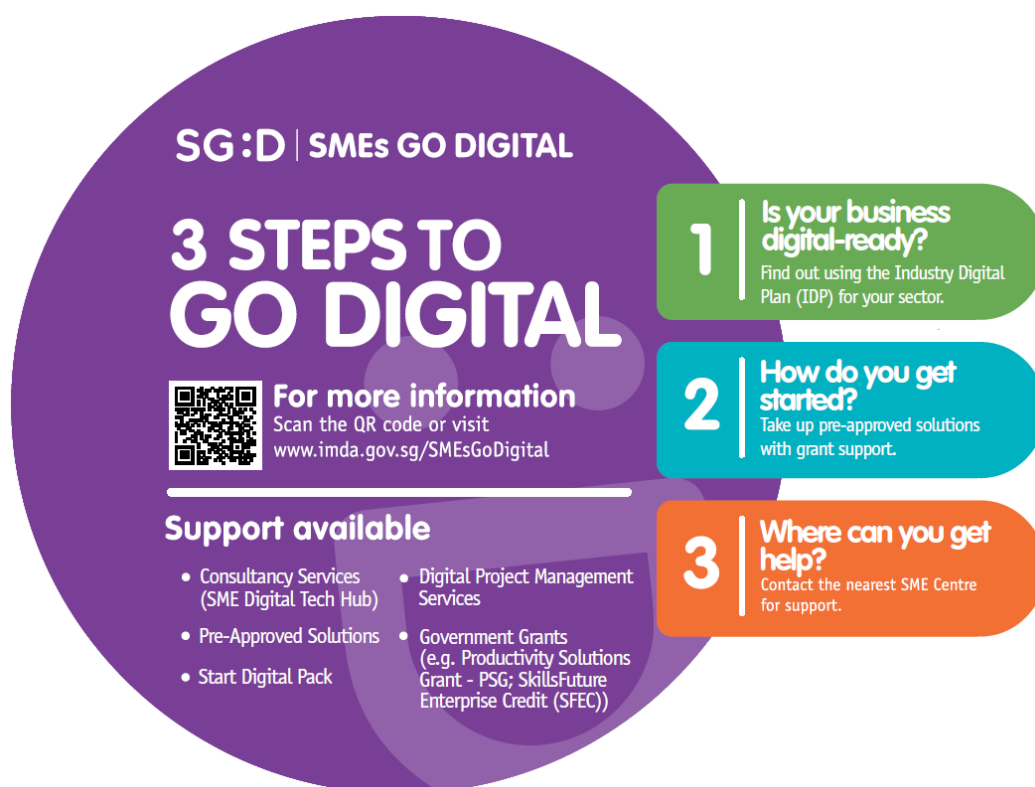 SG:D | SMEs GO DIGITAL
3 STEPS TO
GO DIGITAL
For more information
Scan the QR code or visit
www.imda.gov.sg/SMEsGoDigital
Support available
• Consultancy Services
(SME Digital Tech Hub)
• Pre-Approved Solutions
• Start Digital Pack
• Digital Project Management
Services
• Government Grants
(e.g. Productivity Solutions
Grant - PSG; SkillsFuture
Enterprise Credit (SFEC))
1
Is your business
digital-ready?
Find out using the Industry Digital
Plan (IDP) for your sector.
2
How do you get
started?
Take up pre-approved solutions
with grant support.
3
Where can you get
help?
Contact the nearest SME Centre
for support.